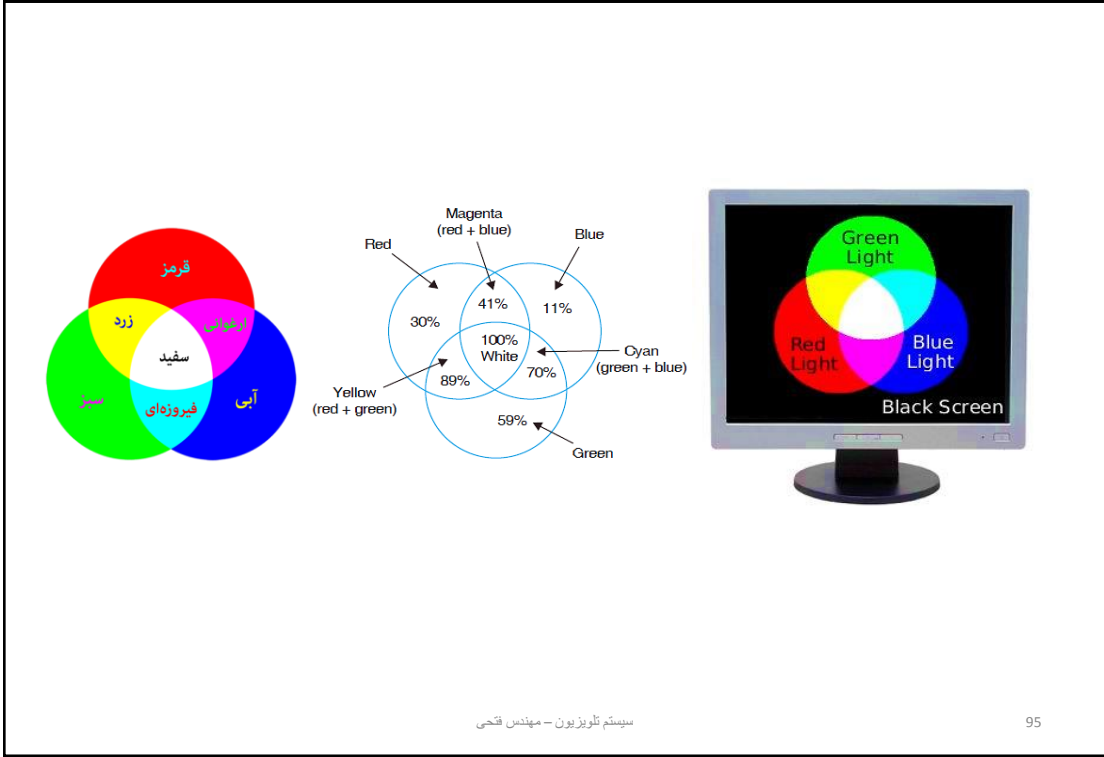 قرمز
زرد
ارغوانی
سفید
سبز
فیروزه‌ای
آبی
Magenta
(red + blue)
Red
Blue
41%
11%
30%
100%
White
Cyan
(green + blue)
70%
89%
Yellow
(red + green)
59%
Green
Green
Light
Red
Light
Blue
Light
Black Screen
سیستم تلویزیون – مهندس فتحی
95